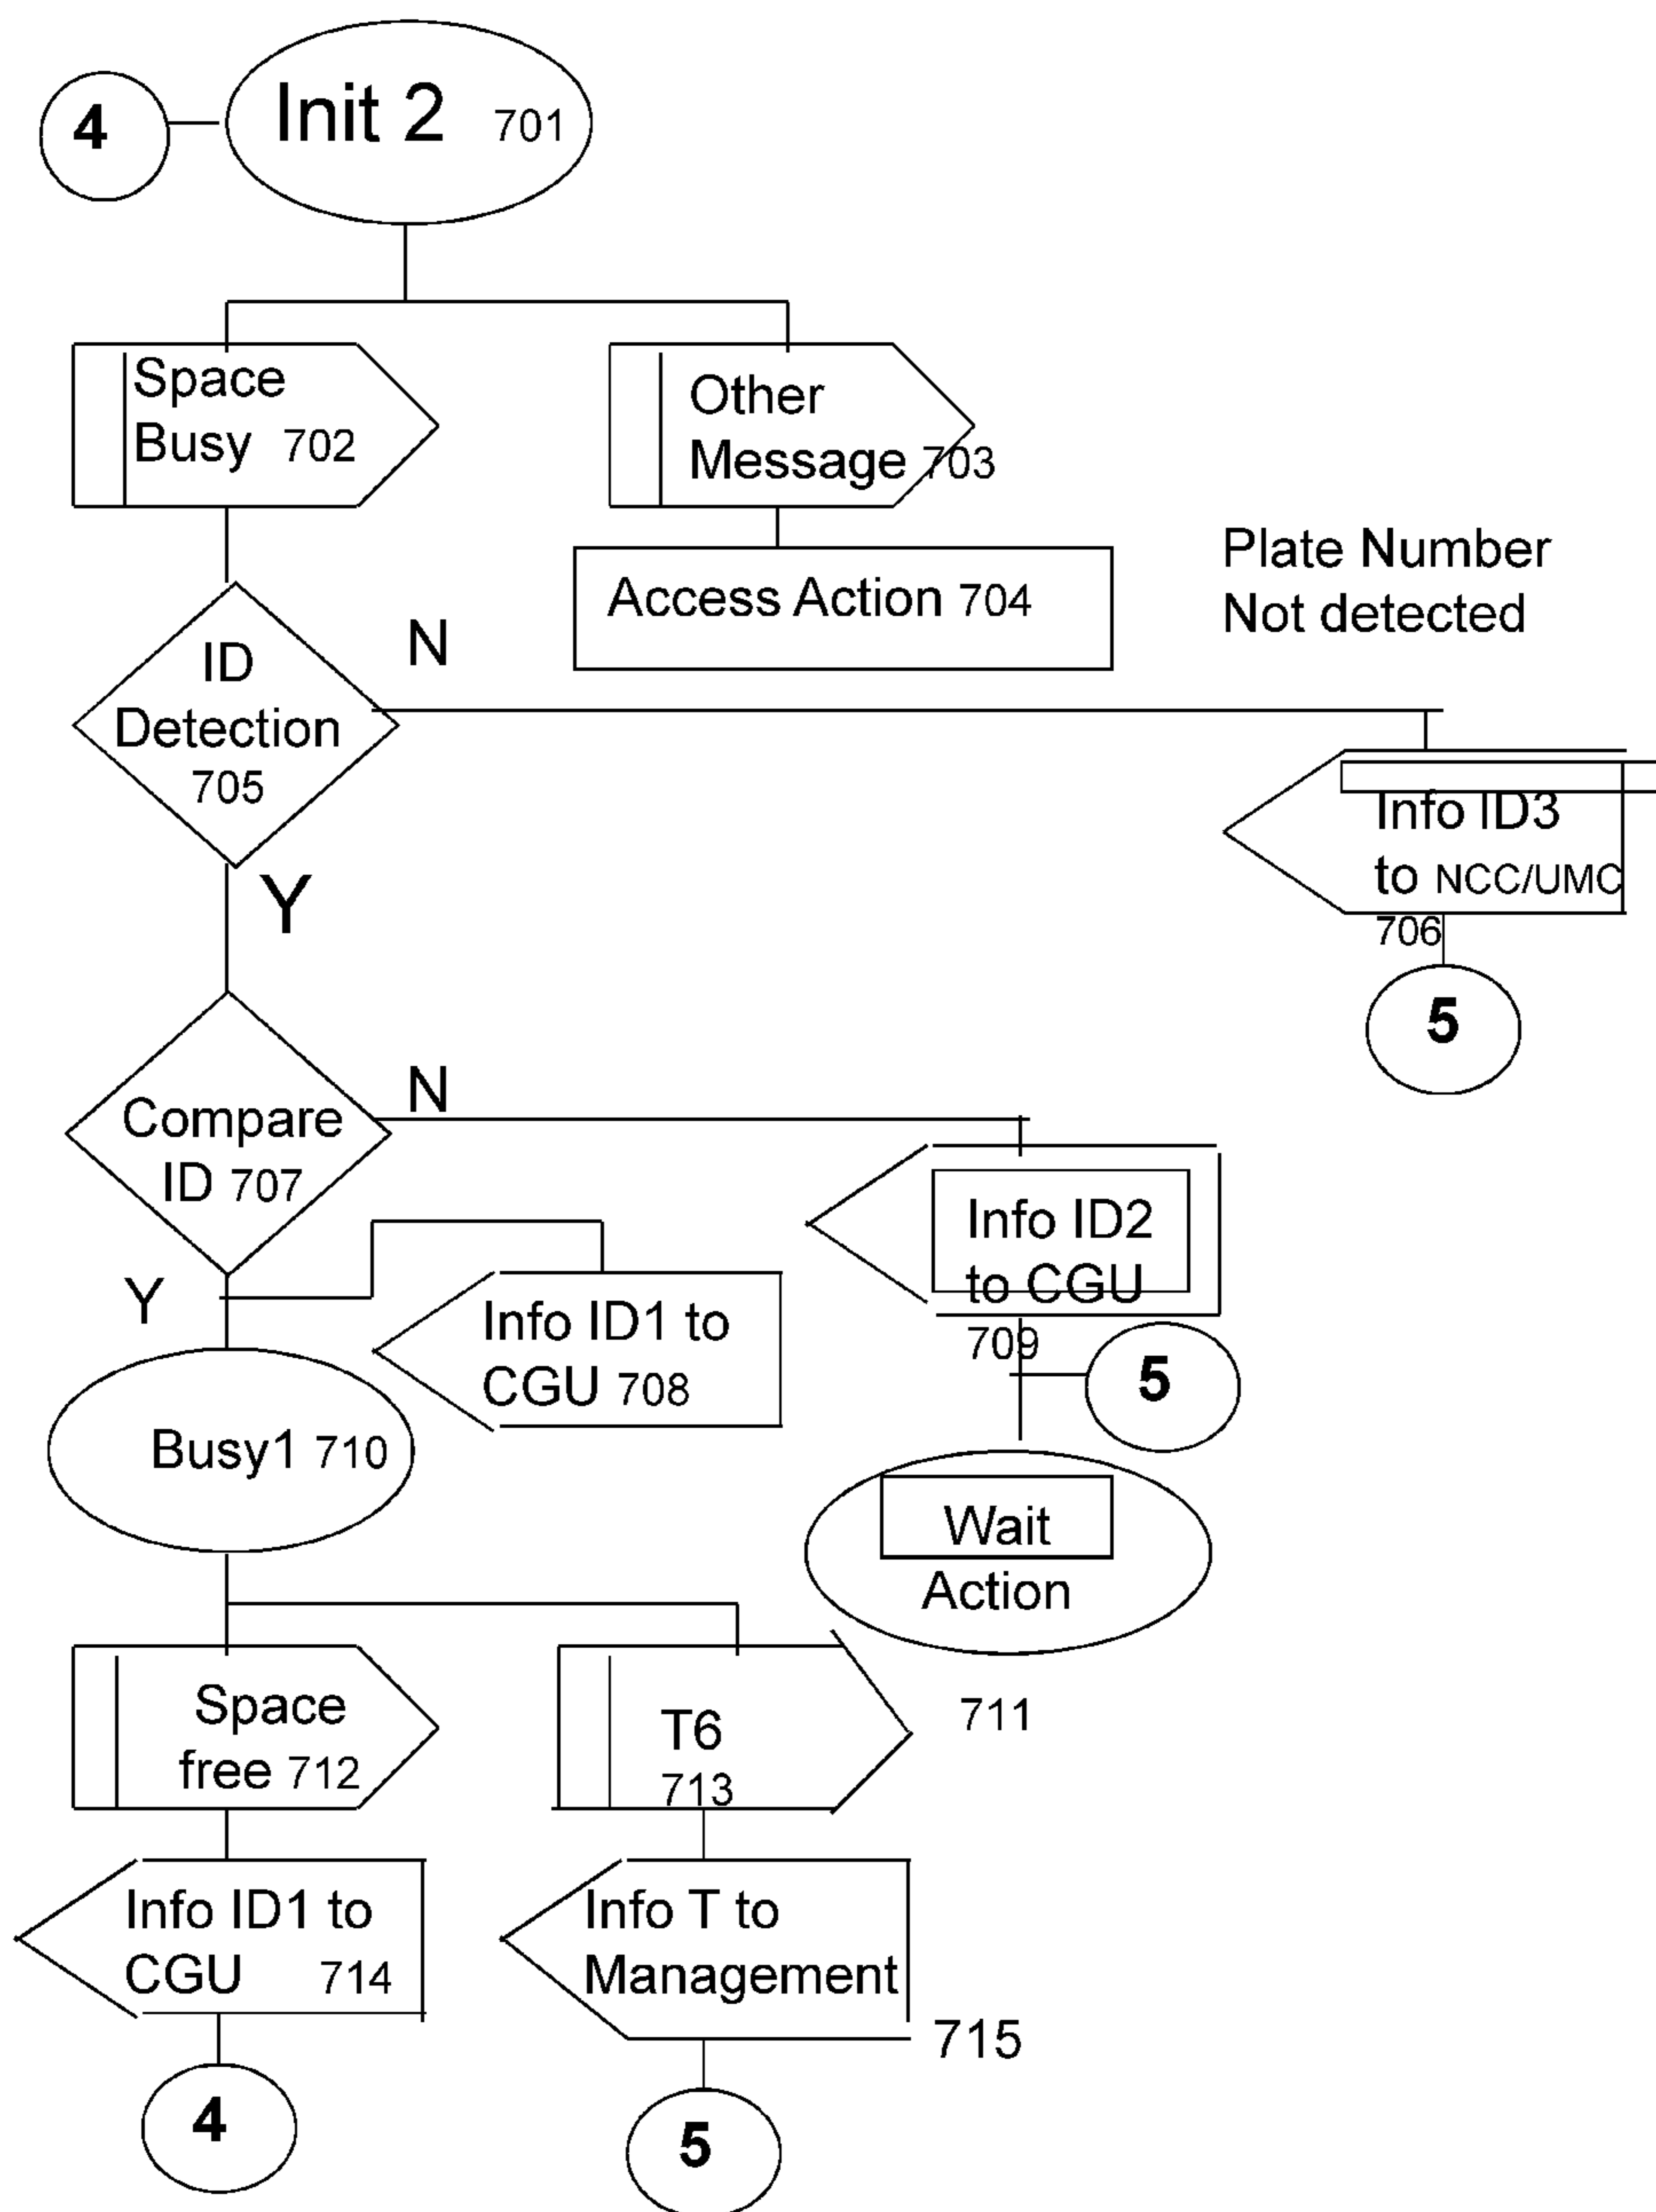 4
Init 2 701
Space
Busy 702
Other
Message 703
Plate Number
Not detected
Access Action 704
N
ID
Detection
705
Info ID3
to NCC/UMC
706
Y
5
N
Compare
ID 707
Info ID2
to CGU
709
Y
Info ID1 to
CGU 708
5
Busy1 710
Wait
Action
711
Space
free 712
T6
713
Info ID1 to
CGU 714
Info T to
Management
715
4
5